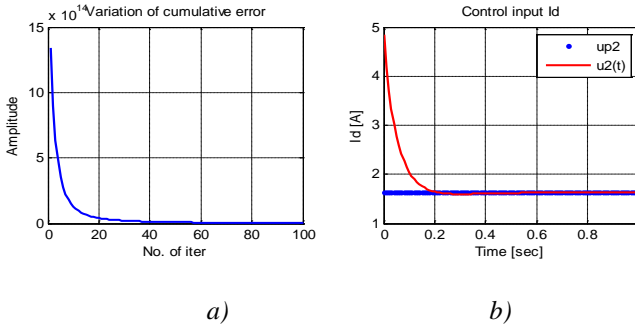 x 10^14 Variation of cumulative error
15
10
5
0
0 20 40 60 80 100
Amplitude
No. of iter
a)
Control input Id
up2
u2(t)
5
4
3
2
1
0 0.2 0.4 0.6 0.8
Id [A]
Time [sec]
b)